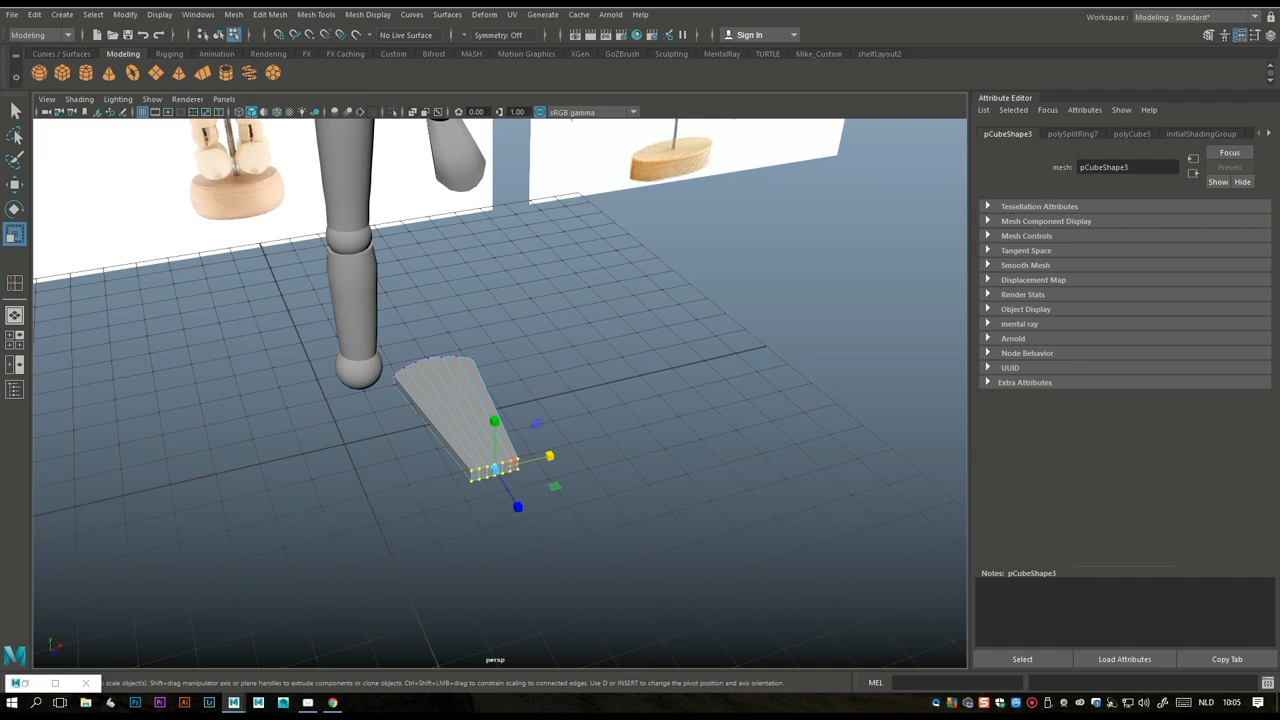 File Edit Create Select Modify Display Windows Mesh Edit Mesh Mesh Tools Mesh Display Curves Surfaces Deform UV Generate Cache Arnold Help
Workspace : Modeling - Standard*
Modeling
No Live Surface
Symmetry: Off
Sign In
Curves / Surfaces Modeling Rigging Animation Rendering FX FX Caching Custom Bifrost MASH Motion Graphics XGen GoZBrush Sculpting MentalRay TURTLE Mike_Custom shelfLayout2
View Shading Lighting Show Renderer Panels
0.00 1.00 sRGB gamma
Attribute Editor
List Selected Focus Attributes Show Help
pCubeShape3 polySplitRing7 polyCube3 initialShadingGroup
Focus
mesh: pCubeShape3
Presets
Show Hide
Tessellation Attributes
Mesh Component Display
Mesh Controls
Tangent Space
Smooth Mesh
Displacement Map
Render Stats
Object Display
mental ray
Arnold
Node Behavior
UUID
Extra Attributes
Notes: pCubeShape3
persp
Select Load Attributes Copy Tab
scale object(s). Shift+drag manipulator axis or plane handles to extrude components or clone objects. Ctrl+Shift+LMB+drag to constrain scaling to connected edges. Use D or INSERT to change the pivot position and axis orientation.
MEL
NLD 10:05